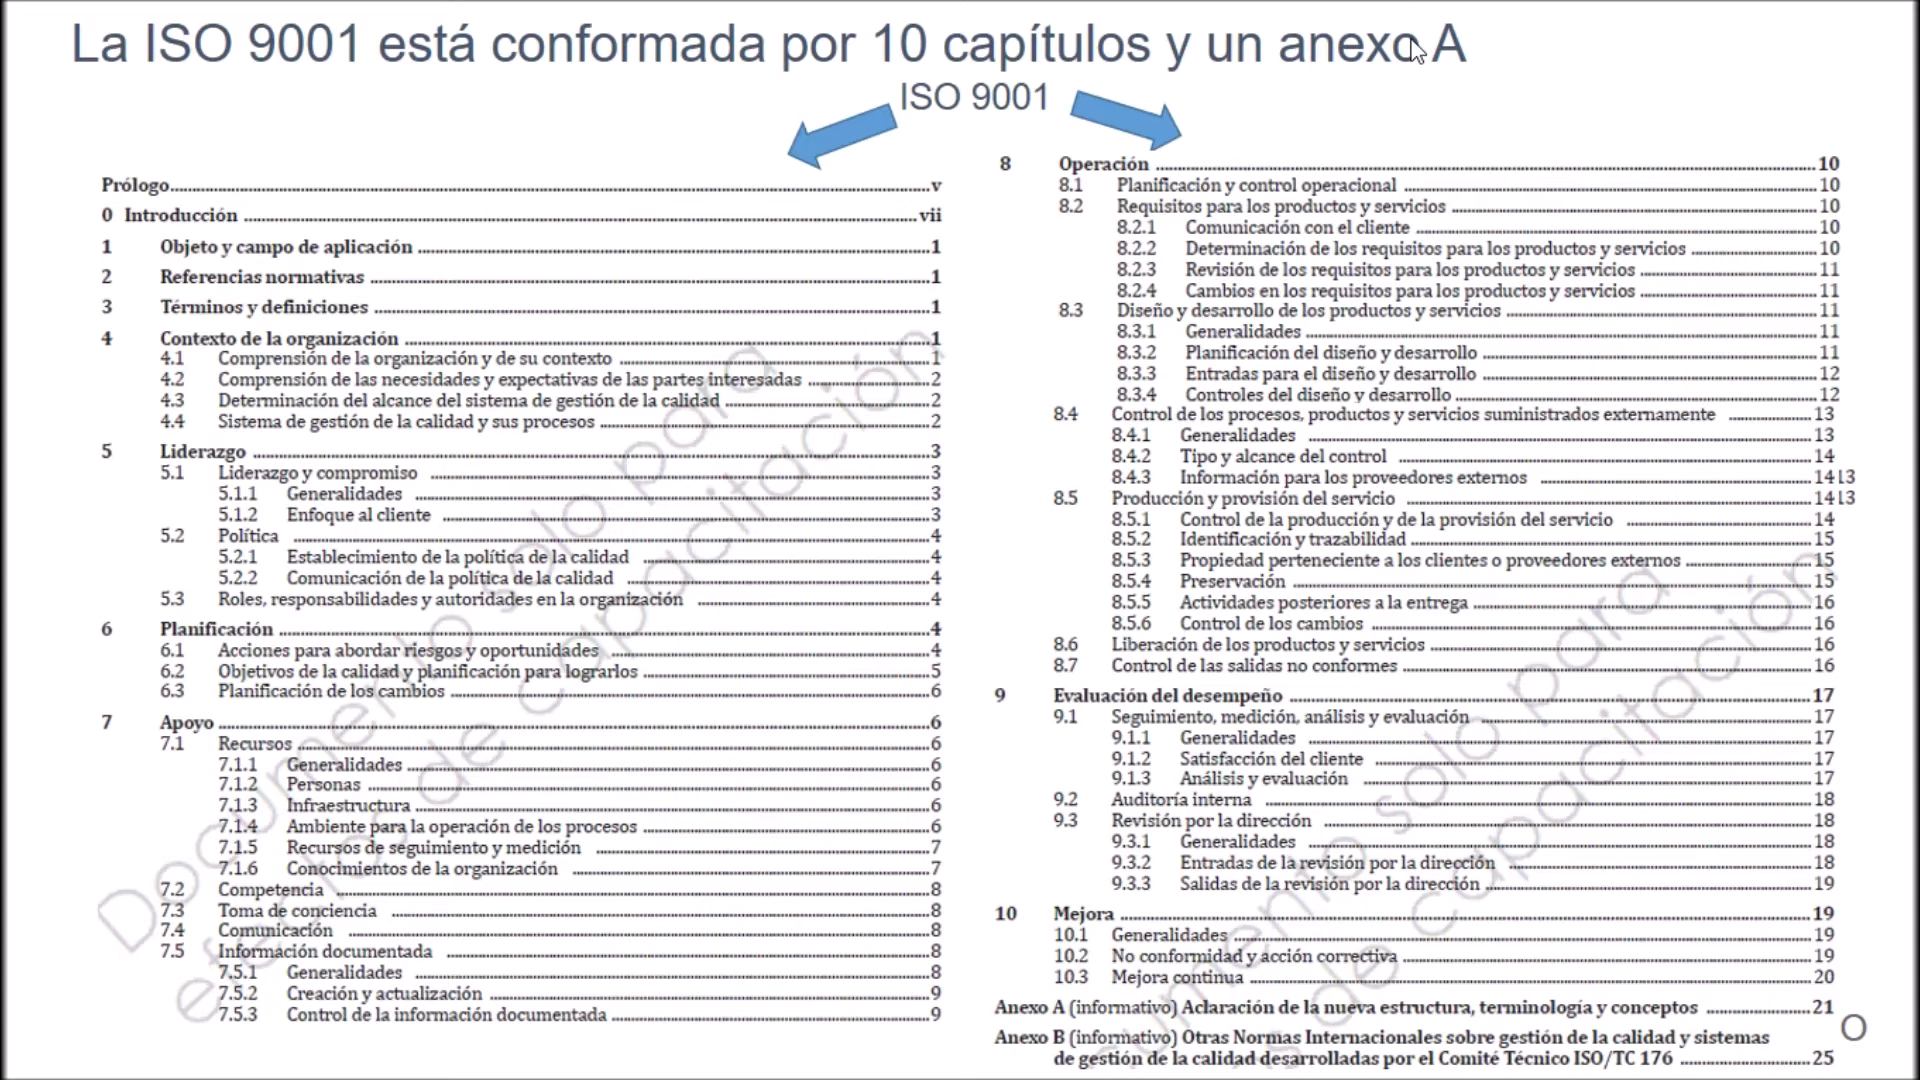 La ISO 9001 está conformada por 10 capítulos y un anexo A
ISO 9001
Prólogo v
0 Introducción vii
1 Objeto y campo de aplicación 1
2 Referencias normativas 1
3 Términos y definiciones 1
4 Contexto de la organización 1
4.1 Comprensión de la organización y de su contexto 1
4.2 Comprensión de las necesidades y expectativas de las partes interesadas 2
4.3 Determinación del alcance del sistema de gestión de la calidad 2
4.4 Sistema de gestión de la calidad y sus procesos 2
5 Liderazgo 3
5.1 Liderazgo y compromiso 3
5.1.1 Generalidades 3
5.1.2 Enfoque al cliente 3
5.2 Política 4
5.2.1 Establecimiento de la política de la calidad 4
5.2.2 Comunicación de la política de la calidad 4
5.3 Roles, responsabilidades y autoridades en la organización 4
6 Planificación 4
6.1 Acciones para abordar riesgos y oportunidades 4
6.2 Objetivos de la calidad y planificación para lograrlos 5
6.3 Planificación de los cambios 6
7 Apoyo 6
7.1 Recursos 6
7.1.1 Generalidades 6
7.1.2 Personas 6
7.1.3 Infraestructura 6
7.1.4 Ambiente para la operación de los procesos 6
7.1.5 Recursos de seguimiento y medición 7
7.1.6 Conocimientos de la organización 7
7.2 Competencia 8
7.3 Toma de conciencia 8
7.4 Comunicación 8
7.5 Información documentada 8
7.5.1 Generalidades 8
7.5.2 Creación y actualización 9
7.5.3 Control de la información documentada 9
Documento solo para
efectos de capacitación
8 Operación 10
8.1 Planificación y control operacional 10
8.2 Requisitos para los productos y servicios 10
8.2.1 Comunicación con el cliente 10
8.2.2 Determinación de los requisitos para los productos y servicios 10
8.2.3 Revisión de los requisitos para los productos y servicios 11
8.2.4 Cambios en los requisitos para los productos y servicios 11
8.3 Diseño y desarrollo de los productos y servicios 11
8.3.1 Generalidades 11
8.3.2 Planificación del diseño y desarrollo 11
8.3.3 Entradas para el diseño y desarrollo 12
8.3.4 Controles del diseño y desarrollo 12
8.4 Control de los procesos, productos y servicios suministrados externamente 13
8.4.1 Generalidades 13
8.4.2 Tipo y alcance del control 14
8.4.3 Información para los proveedores externos 14 13
8.5 Producción y provisión del servicio 14 13
8.5.1 Control de la producción y de la provisión del servicio 14
8.5.2 Identificación y trazabilidad 15
8.5.3 Propiedad perteneciente a los clientes o proveedores externos 15
8.5.4 Preservación 15
8.5.5 Actividades posteriores a la entrega 16
8.5.6 Control de los cambios 16
8.6 Liberación de los productos y servicios 16
8.7 Control de las salidas no conformes 16
9 Evaluación del desempeño 17
9.1 Seguimiento, medición, análisis y evaluación 17
9.1.1 Generalidades 17
9.1.2 Satisfacción del cliente 17
9.1.3 Análisis y evaluación 17
9.2 Auditoría interna 18
9.3 Revisión por la dirección 18
9.3.1 Generalidades 18
9.3.2 Entradas de la revisión por la dirección 18
9.3.3 Salidas de la revisión por la dirección 19
10 Mejora 19
10.1 Generalidades 19
10.2 No conformidad y acción correctiva 19
10.3 Mejora continua 20
Anexo A (informativo) Aclaración de la nueva estructura, terminología y conceptos 21
Anexo B (informativo) Otras Normas Internacionales sobre gestión de la calidad y sistemas
de gestión de la calidad desarrolladas por el Comité Técnico ISO/TC 176 25
umento solo para
s de capacitación
O